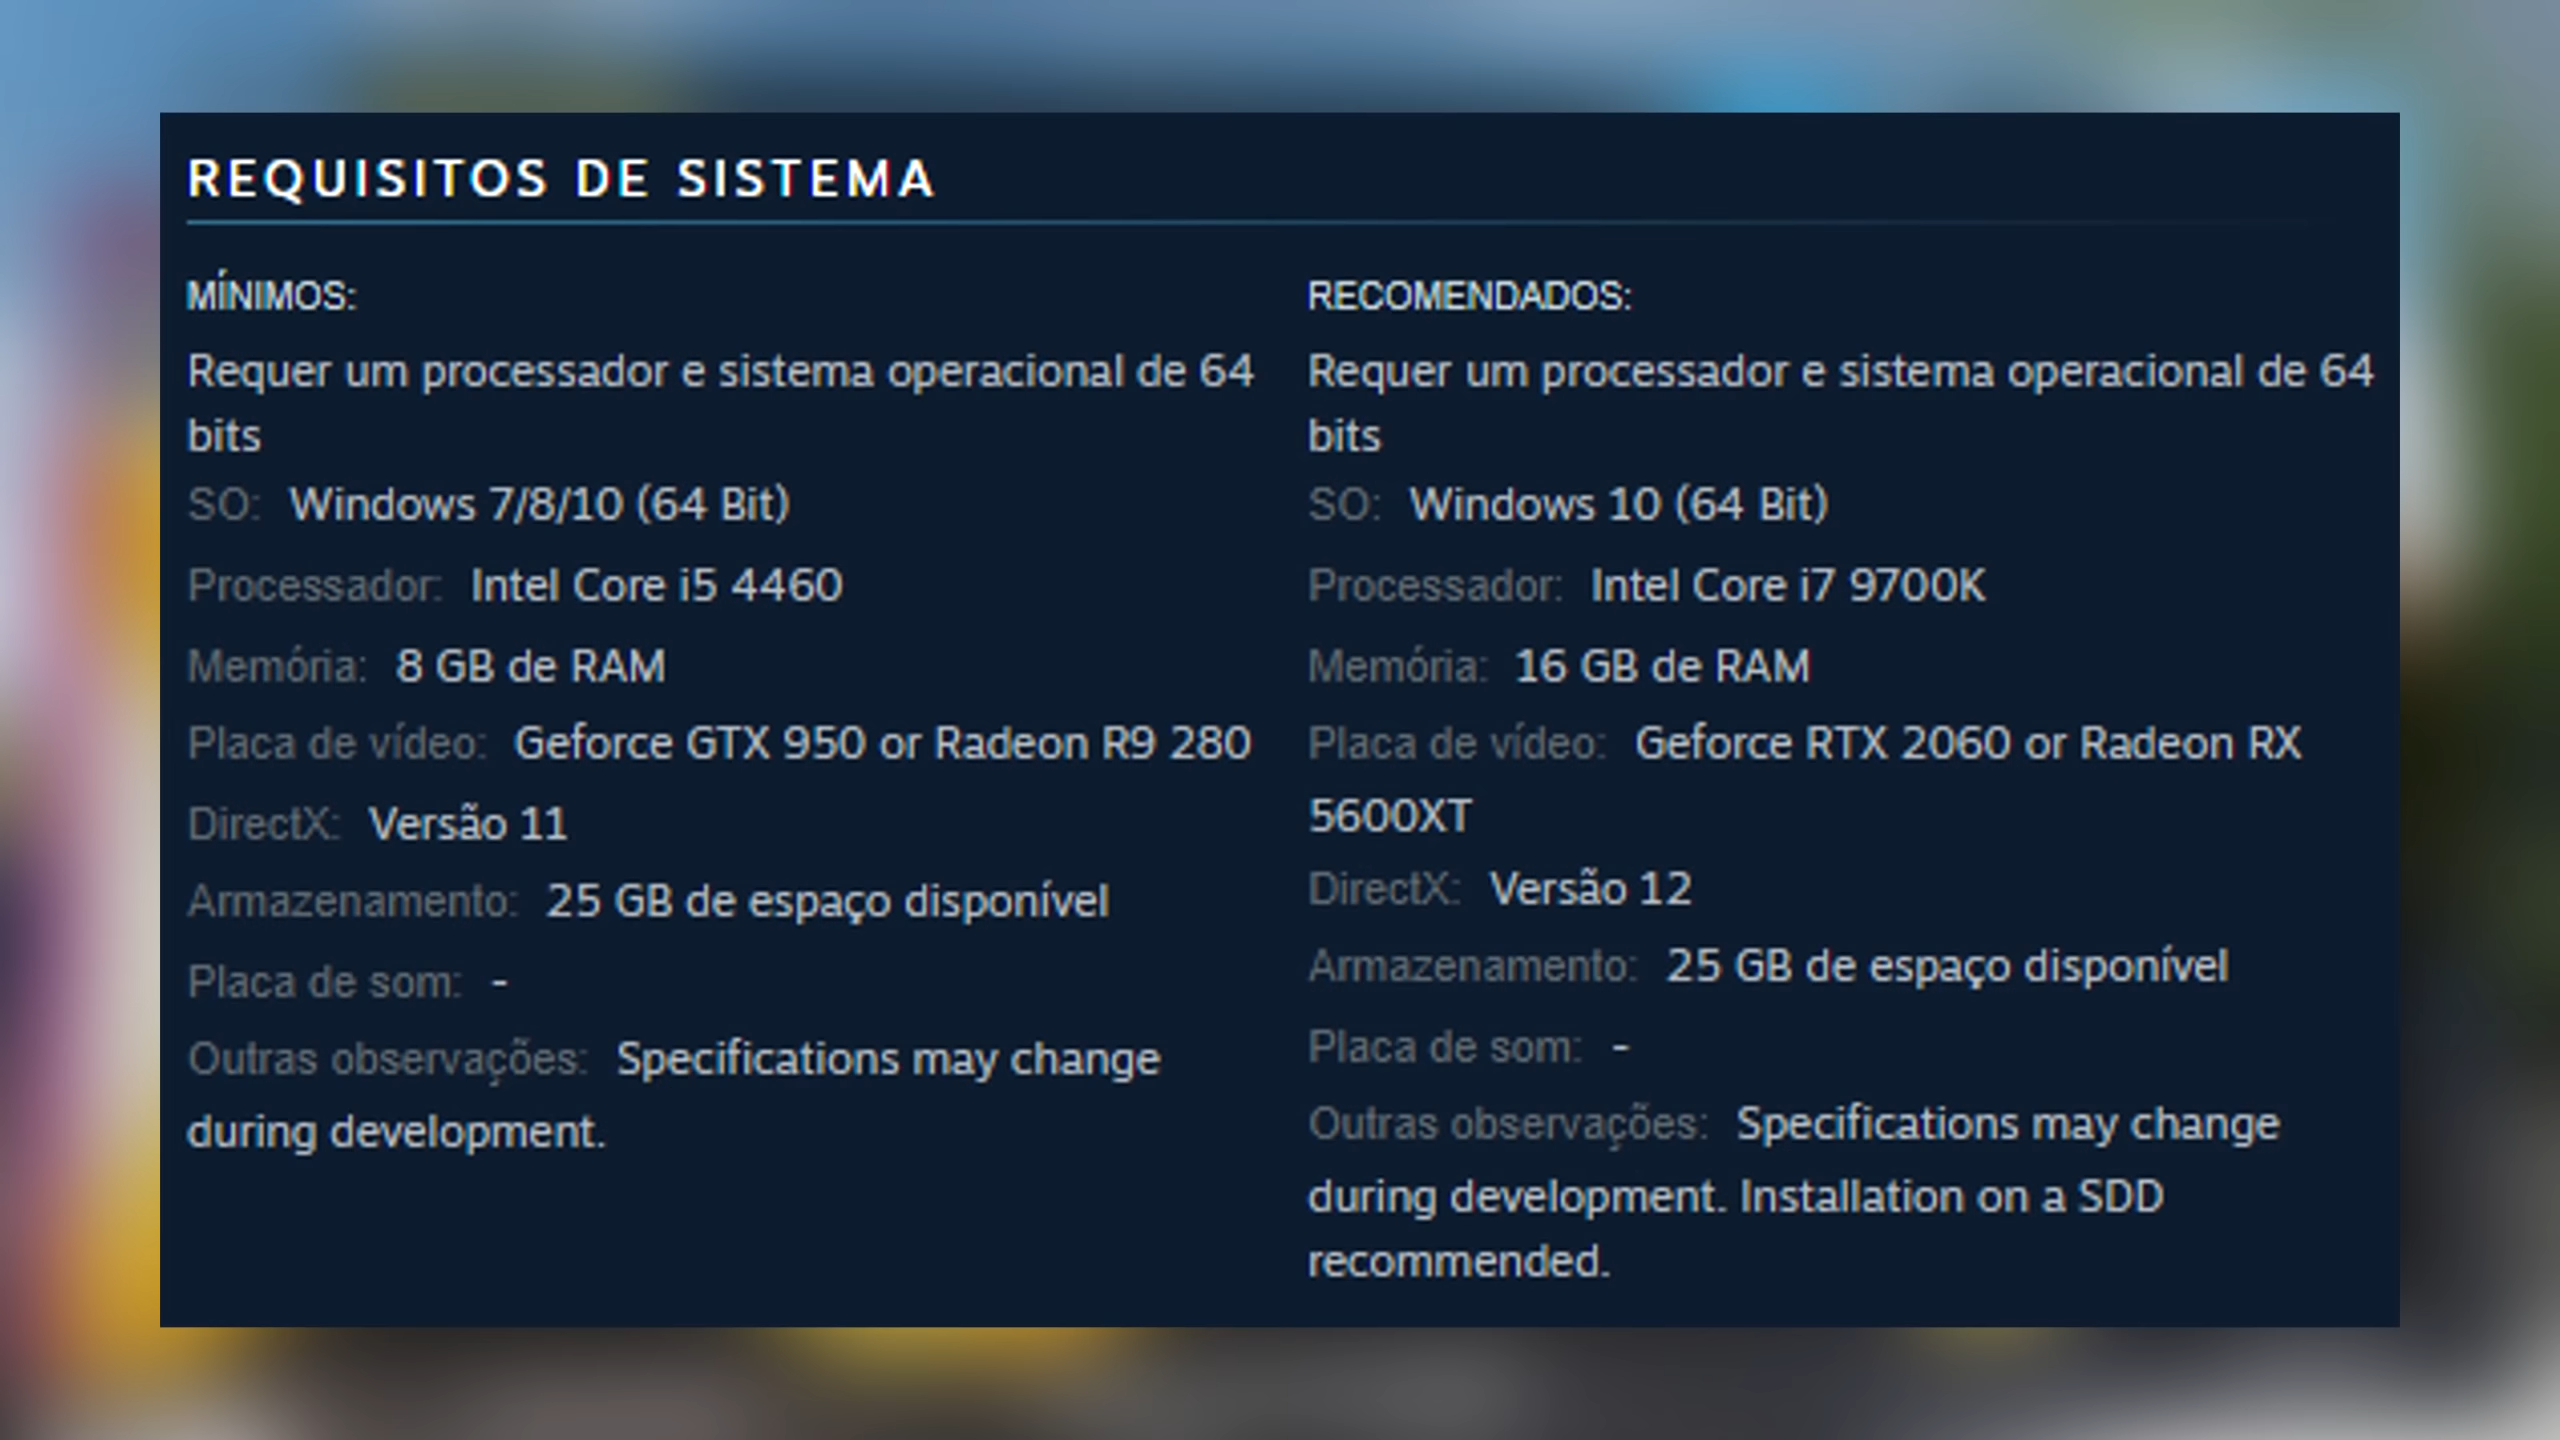 REQUISITOS DE SISTEMA
MÍNIMOS:
Requer um processador e sistema operacional de 64
bits
SO: Windows 7/8/10 (64 Bit)
Processador: Intel Core i5 4460
Memória: 8 GB de RAM
Placa de vídeo: Geforce GTX 950 or Radeon R9 280
DirectX: Versão 11
Armazenamento: 25 GB de espaço disponível
Placa de som: -
Outras observações: Specifications may change
during development.
RECOMENDADOS:
Requer um processador e sistema operacional de 64
bits
SO: Windows 10 (64 Bit)
Processador: Intel Core i7 9700K
Memória: 16 GB de RAM
Placa de vídeo: Geforce RTX 2060 or Radeon RX
5600XT
DirectX: Versão 12
Armazenamento: 25 GB de espaço disponível
Placa de som: -
Outras observações: Specifications may change
during development. Installation on a SDD
recommended.